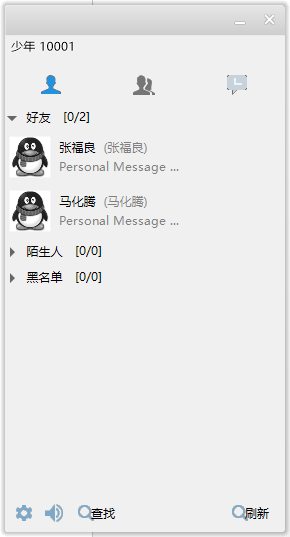 少年 10001
好友 [0/2]
张福良 (张福良)
Personal Message ...
马化腾 (马化腾)
Personal Message ...
陌生人 [0/0]
黑名单 [0/0]
查找 刷新